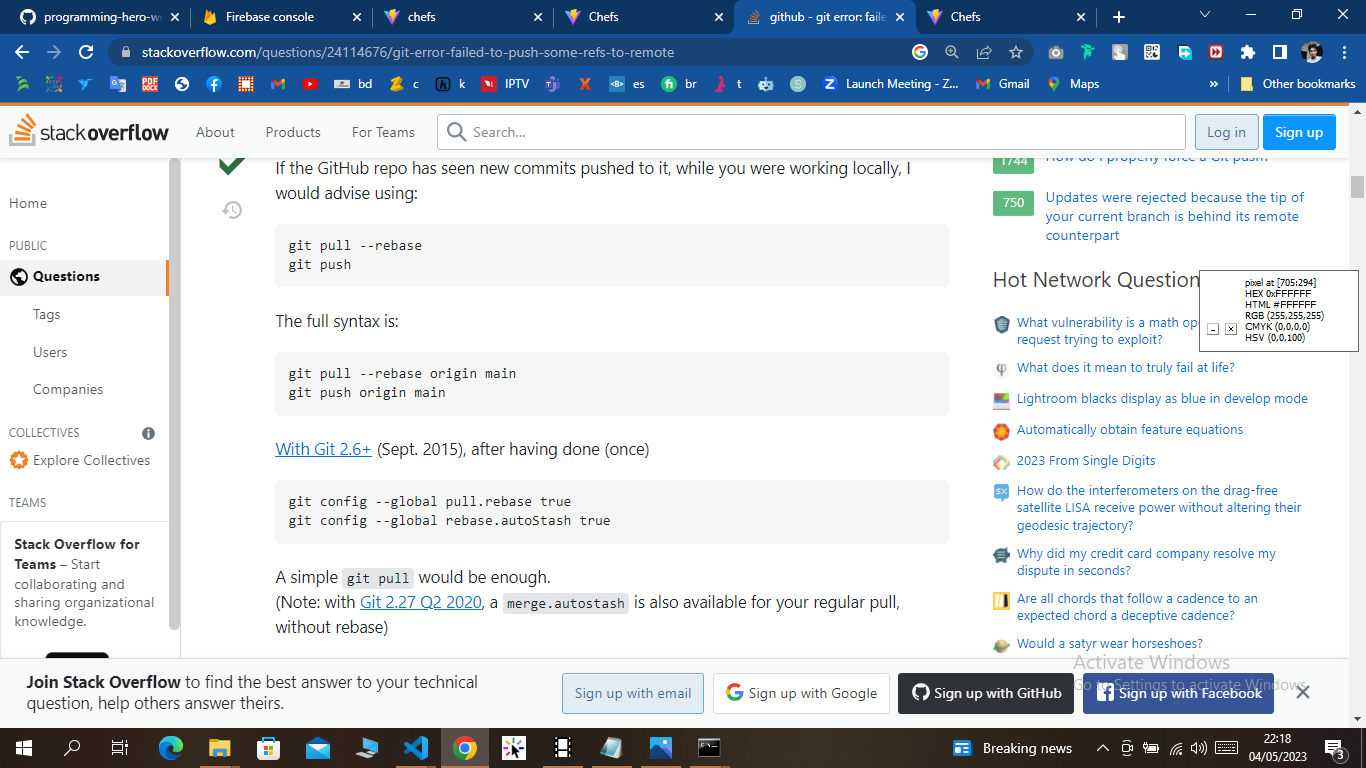 programming-hero-w
Firebase console
chefs
Chefs
github - git error: faile
Chefs
stackoverflow.com/questions/24114676/git-error-failed-to-push-some-refs-to-remote
bd
c
k
IPTV
es
br
t
Launch Meeting - Z...
Gmail
Maps
»
Other bookmarks
stackoverflow
About
Products
For Teams
Search...
Log in
Sign up
Home
PUBLIC
Questions
Tags
Users
Companies
COLLECTIVES
Explore Collectives
TEAMS
Stack Overflow for
Teams – Start
collaborating and
sharing organizational
knowledge.
If the GitHub repo has seen new commits pushed to it, while you were working locally, I
would advise using:
git pull --rebase
git push
The full syntax is:
git pull --rebase origin main
git push origin main
With Git 2.6+ (Sept. 2015), after having done (once)
git config --global pull.rebase true
git config --global rebase.autoStash true
A simple git pull would be enough.
(Note: with Git 2.27 Q2 2020, a merge.autostash is also available for your regular pull,
without rebase)
1744
How do I properly force a Git push?
750
Updates were rejected because the tip of
your current branch is behind its remote
counterpart
Hot Network Question
What vulnerability is a math ope
request trying to exploit?
What does it mean to truly fail at life?
Lightroom blacks display as blue in develop mode
Automatically obtain feature equations
2023 From Single Digits
How do the interferometers on the drag-free
satellite LISA receive power without altering their
geodesic trajectory?
Why did my credit card company resolve my
dispute in seconds?
Are all chords that follow a cadence to an
expected chord a deceptive cadence?
Would a satyr wear horseshoes?
pixel at [705:294]
HEX 0xFFFFFF
HTML #FFFFFF
RGB (255,255,255)
CMYK (0,0,0,0)
HSV (0,0,100)
Activate Windows
Go to Settings to activate Windows.
Join Stack Overflow to find the best answer to your technical
question, help others answer theirs.
Sign up with email
Sign up with Google
Sign up with GitHub
Sign up with Facebook
Breaking news
22:18
04/05/2023
3